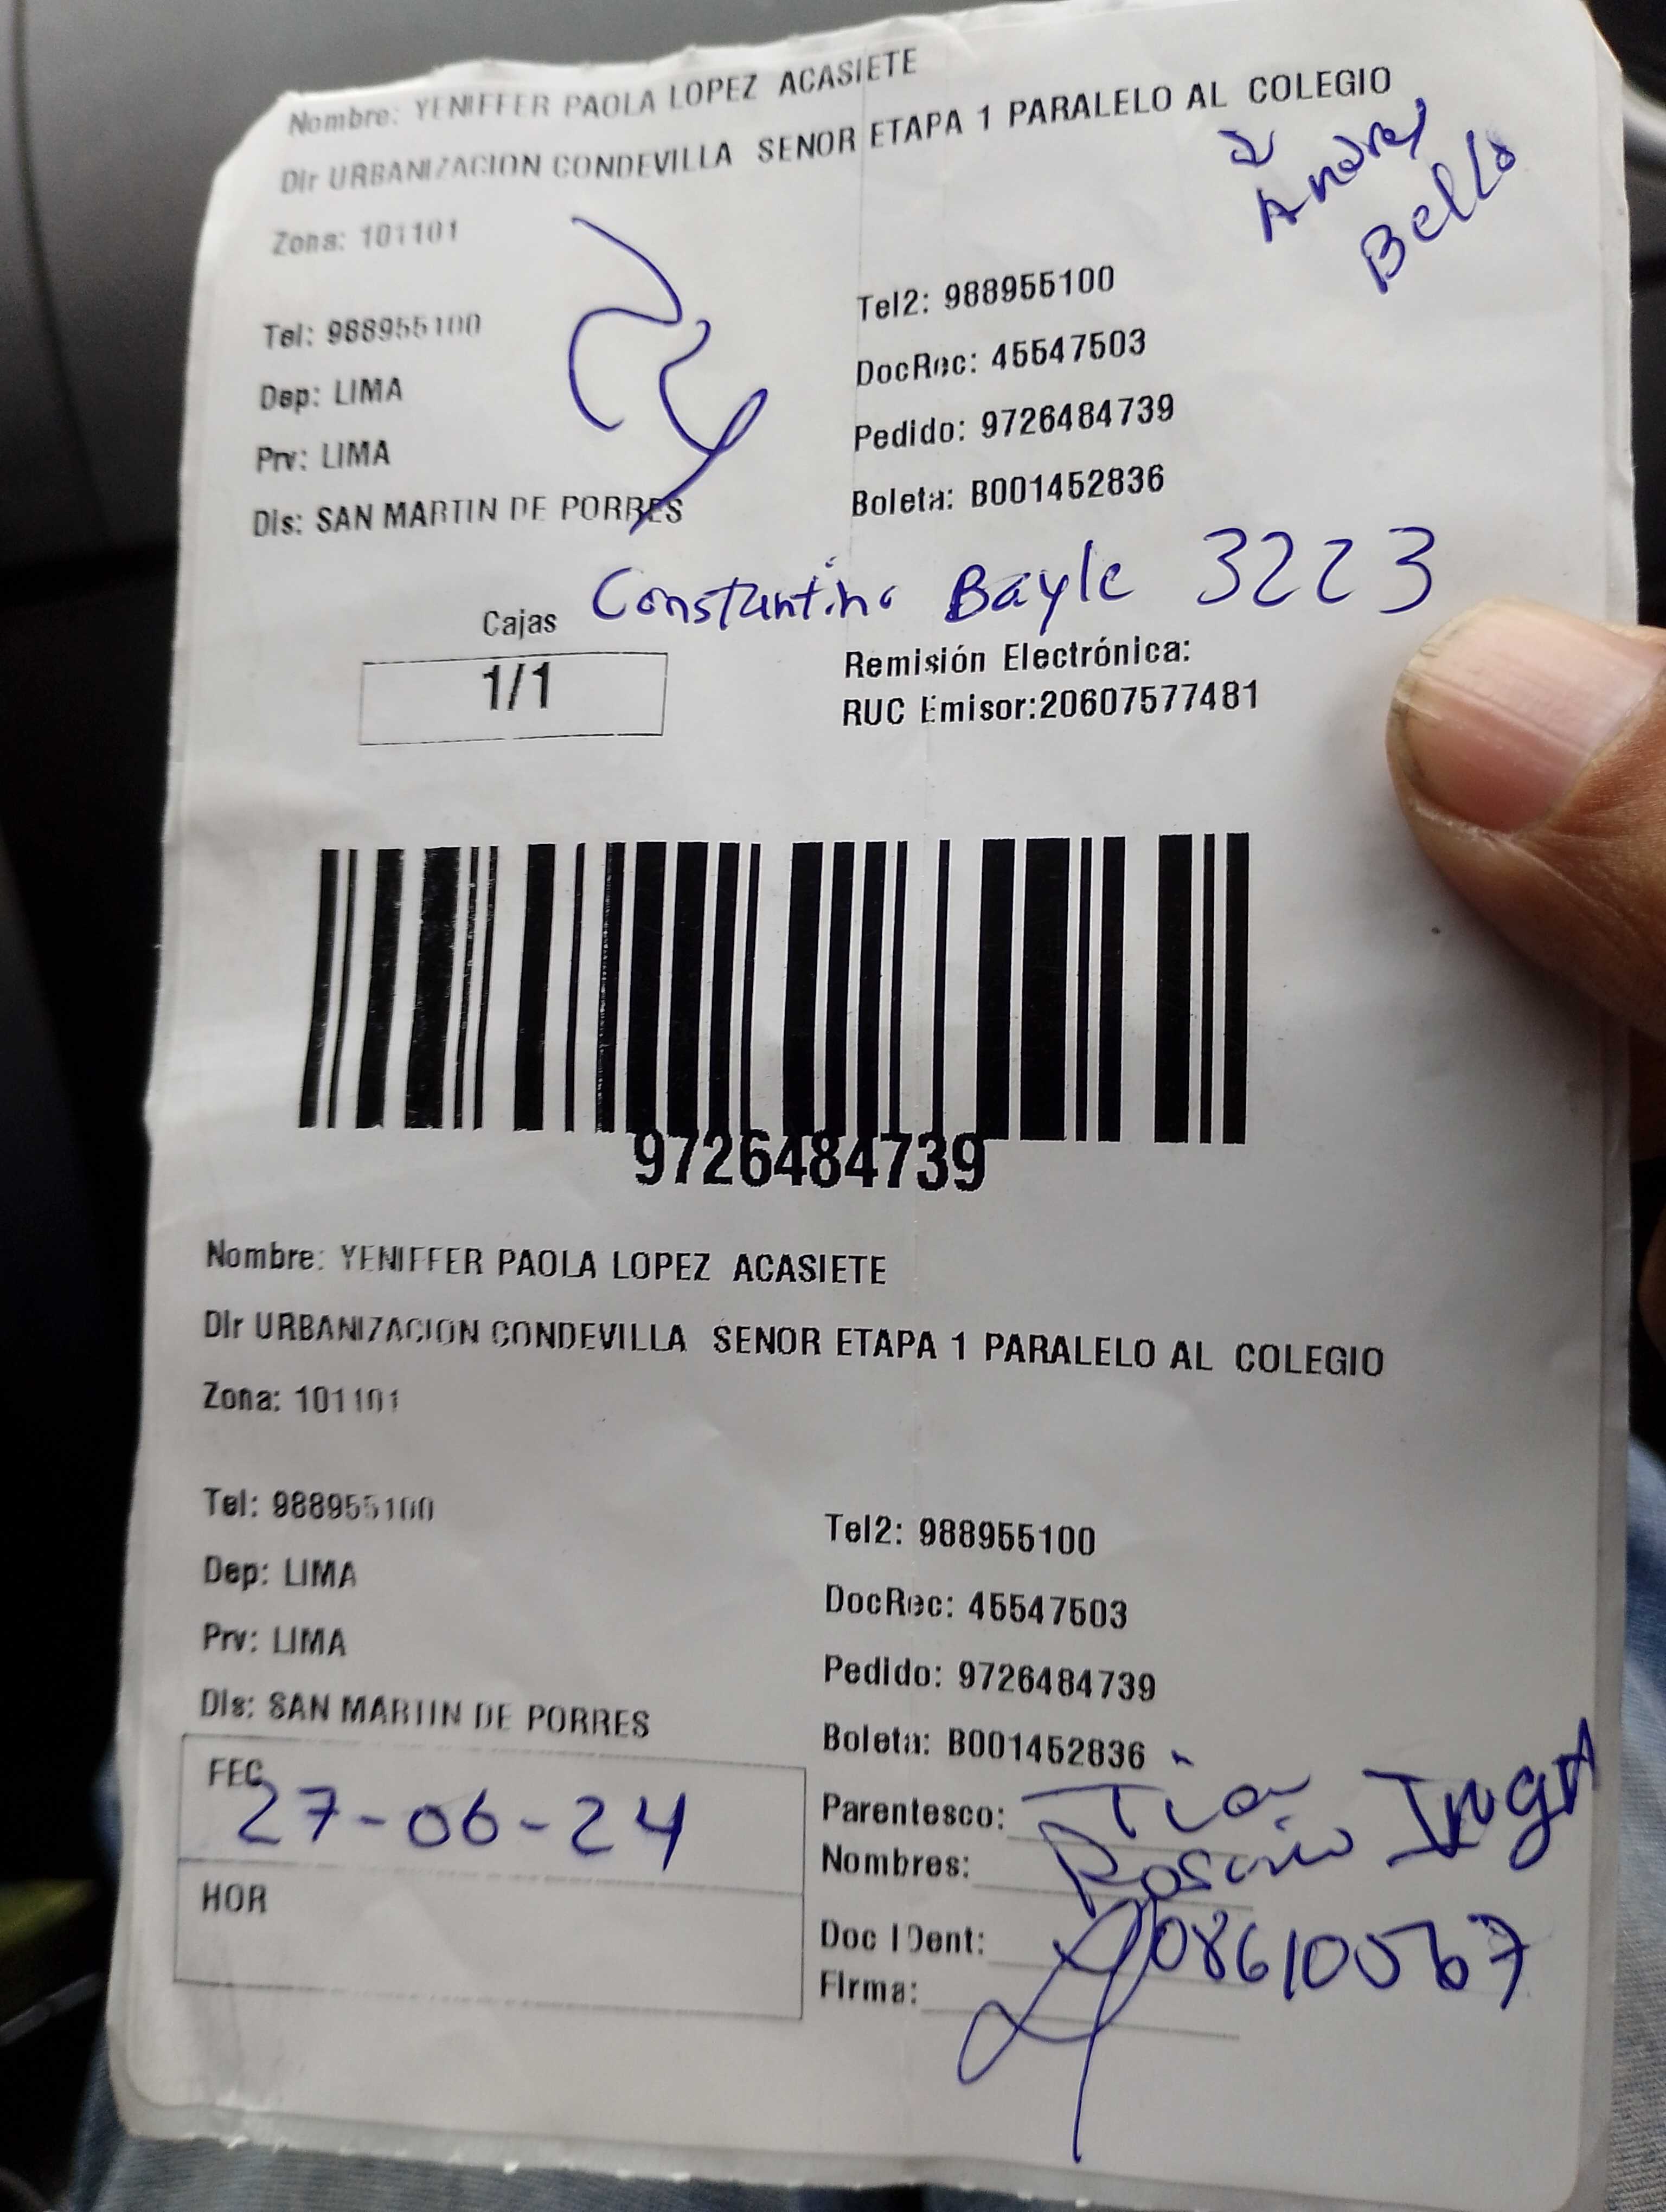 Nombre: YENIFFER PAOLA LOPEZ ACASIETE
Dir URBANIZACION CONDEVILLA SENOR ETAPA 1 PARALELO AL COLEGIO
Andres
Bello
Zona: 101101
Tel: 988955100
Tel2: 988955100
Dep: LIMA
DocRec: 45547503
Prv: LIMA
Pedido: 9726484739
Dis: SAN MARTIN DE PORRES
Boleta: B001452836
Constantino Bayle 3223
Cajas
1/1
Remisión Electrónica:
RUC Emisor:20607577481
9726484739
Nombre: YENIFFER PAOLA LOPEZ ACASIETE
Dir URBANIZACION CONDEVILLA SENOR ETAPA 1 PARALELO AL COLEGIO
Zona: 101101
Tel: 988955100
Tel2: 988955100
Dep: LIMA
DocRec: 45547503
Prv: LIMA
Pedido: 9726484739
Dis: SAN MARTIN DE PORRES
Boleta: B001452836
FEC
27-06-24
HOR
Parentesco: Tia
Nombres: Rosario Inga
Doc IDent: 08610567
Firma: